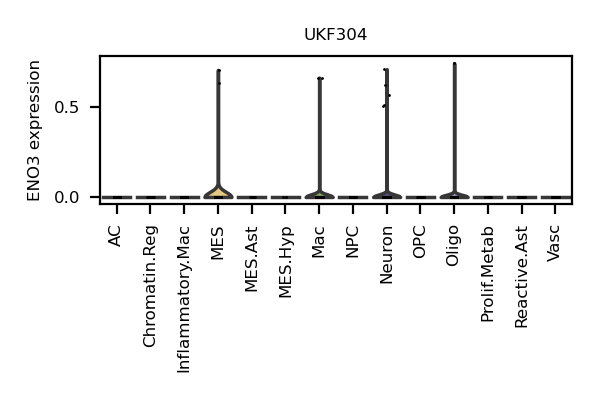 UKF304
ENO3 expression
0.5
0.0
AC
Chromatin.Reg
Inflammatory.Mac
MES
MES.Ast
MES.Hyp
Mac
NPC
Neuron
OPC
Oligo
Prolif.Metab
Reactive.Ast
Vasc